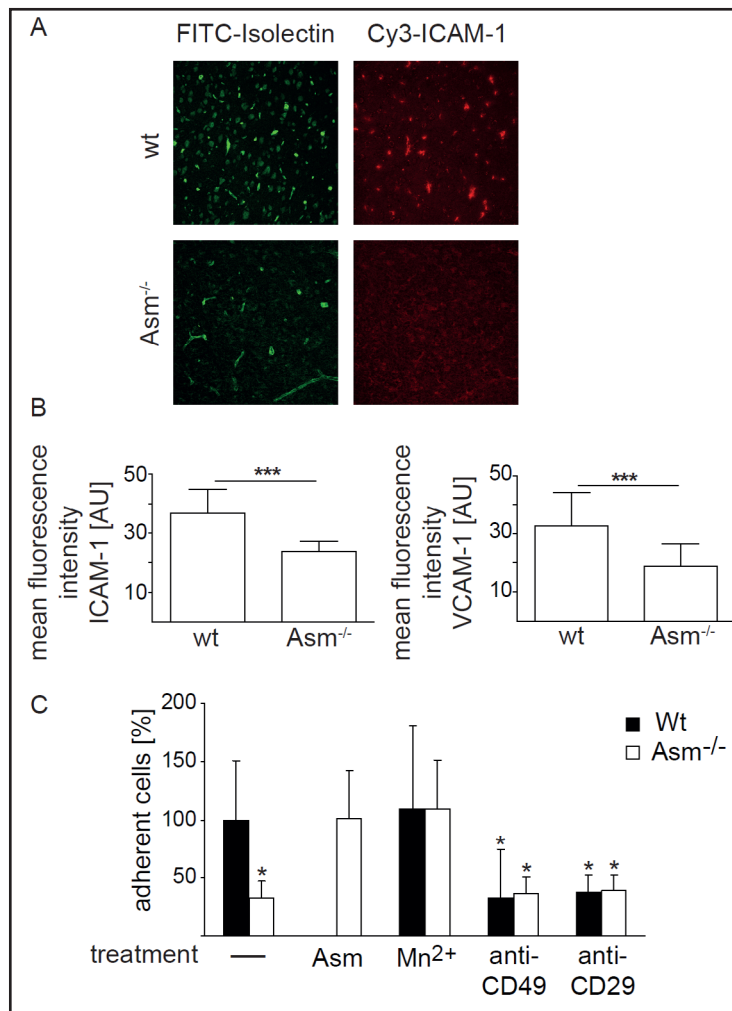 A
FITC-Isolectin Cy3-ICAM-1
wt
Asm-/-
B
mean fluorescence
intensity
ICAM-1 [AU]
50
30
10
***
wt Asm-/-
mean fluorescence
intensity
VCAM-1 [AU]
50
30
10
***
wt Asm-/-
C
adherent cells [%]
200
150
100
50
Wt
Asm-/-
*
* *
* *
treatment — Asm Mn2+ anti-CD49 anti-CD29